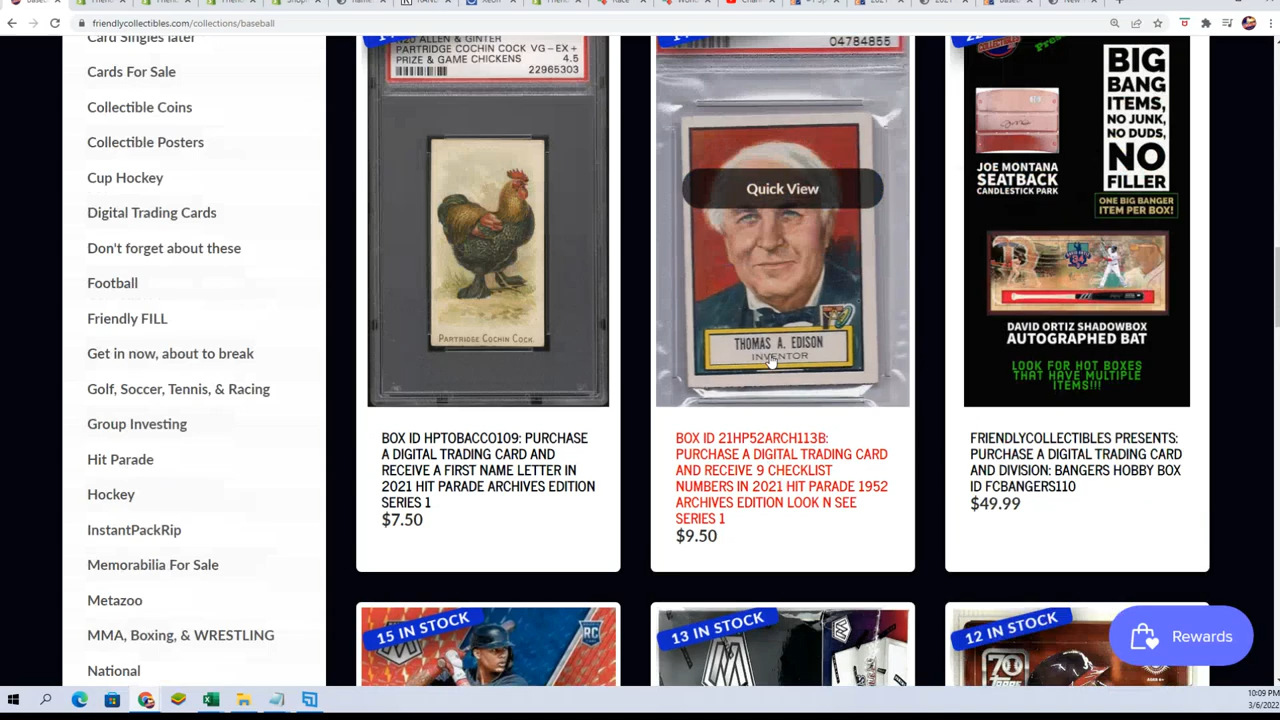 friendlycollectibles.com/collections/baseball
Card Singles later
Cards For Sale
Collectible Coins
Collectible Posters
Cup Hockey
Digital Trading Cards
Don't forget about these
Football
Friendly FILL
Get in now, about to break
Golf, Soccer, Tennis, & Racing
Group Investing
Hit Parade
Hockey
InstantPackRip
Memorabilia For Sale
Metazoo
MMA, Boxing, & WRESTLING
National
ALLEN & GINTER
PARTRIDGE COCHIN COCK VG - EX +
PRIZE & GAME CHICKENS 4.5
22965303
PARTRIDGE COCHIN COCK.
BOX ID HPTOBACCO109: PURCHASE
A DIGITAL TRADING CARD AND
RECEIVE A FIRST NAME LETTER IN
2021 HIT PARADE ARCHIVES EDITION
SERIES 1
$7.50
04784855
Quick View
THOMAS A. EDISON
INVENTOR
BOX ID 21HP52ARCH113B:
PURCHASE A DIGITAL TRADING CARD
AND RECEIVE 9 CHECKLIST
NUMBERS IN 2021 HIT PARADE 1952
ARCHIVES EDITION LOOK N SEE
SERIES 1
$9.50
BIG
BANG
ITEMS,
NO JUNK,
NO DUDS,
NO
FILLER
ONE BIG BANGER
ITEM PER BOX!
JOE MONTANA
SEATBACK
CANDLESTICK PARK
DAVID ORTIZ SHADOWBOX
AUTOGRAPHED BAT
LOOK FOR HOT BOXES
THAT HAVE MULTIPLE
ITEMS!!!
FRIENDLYCOLLECTIBLES PRESENTS:
PURCHASE A DIGITAL TRADING CARD
AND DIVISION: BANGERS HOBBY BOX
ID FCBANGERS110
$49.99
15 IN STOCK
RC
13 IN STOCK
12 IN STOCK
70
Rewards
10:09 PM
3/6/2022